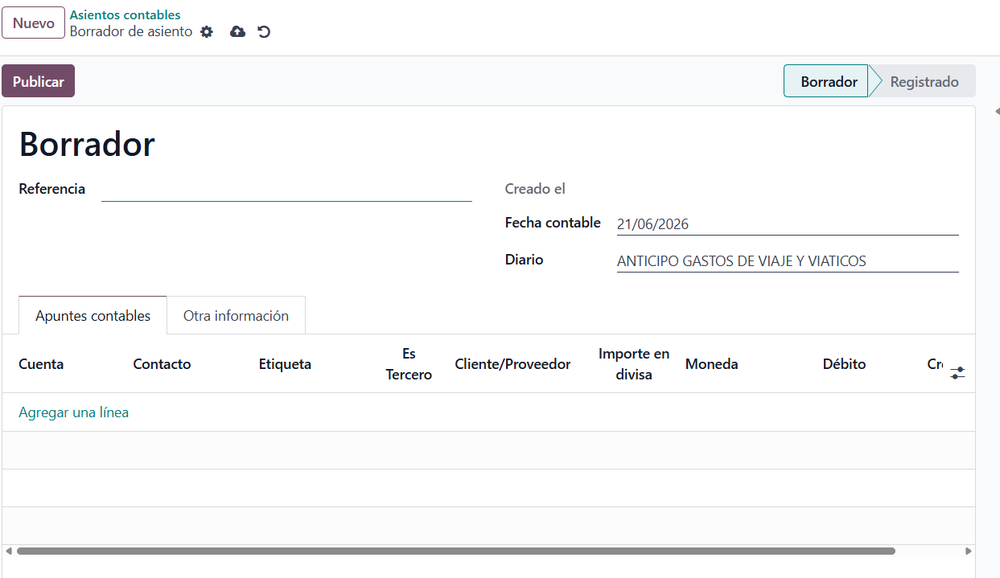 Nuevo
Asientos contables
Borrador de asiento
Publicar
Borrador
Registrado
Borrador
Referencia
Creado el
Fecha contable 21/06/2026
Diario ANTICIPO GASTOS DE VIAJE Y VIATICOS
Apuntes contables
Otra información
Cuenta
Contacto
Etiqueta
Es
Tercero
Cliente/Proveedor
Importe en
divisa
Moneda
Débito
Agregar una línea